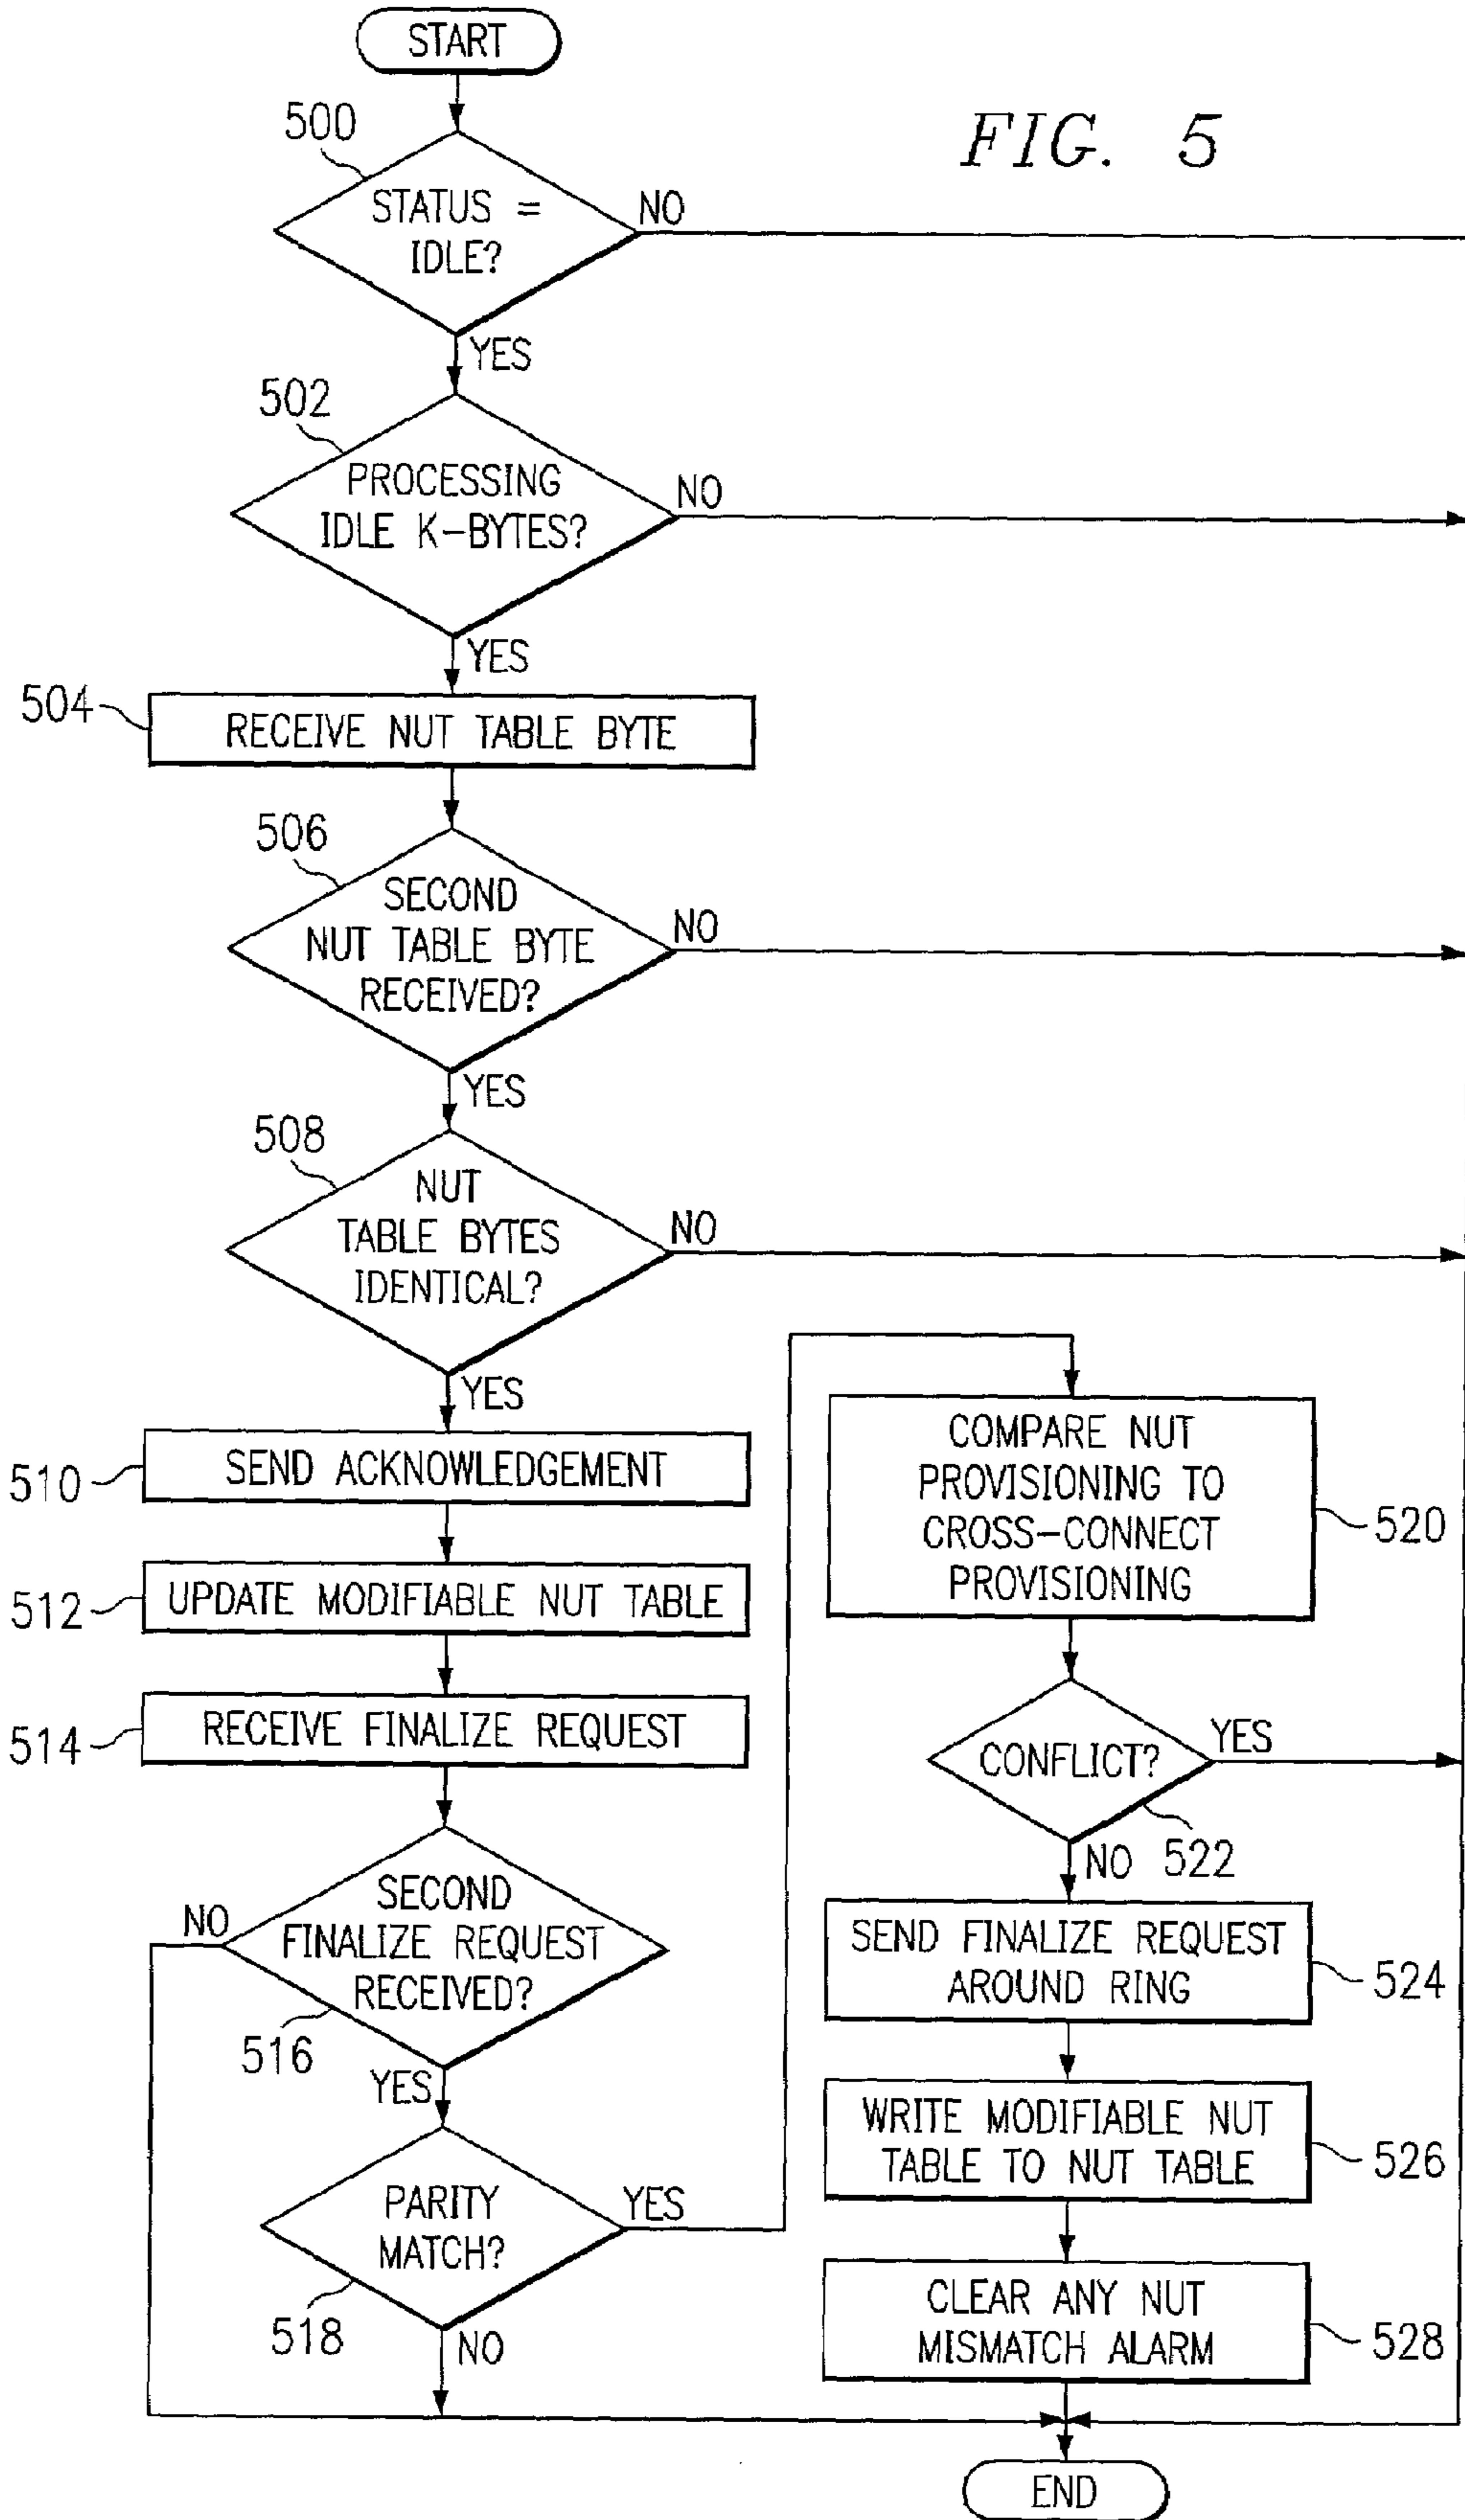 START
FIG. 5
500
STATUS =
IDLE?
NO
YES
502
PROCESSING
IDLE K-BYTES?
NO
YES
504
RECEIVE NUT TABLE BYTE
506
SECOND
NUT TABLE BYTE
RECEIVED?
NO
YES
508
NUT
TABLE BYTES
IDENTICAL?
NO
YES
510
SEND ACKNOWLEDGEMENT
512
UPDATE MODIFIABLE NUT TABLE
514
RECEIVE FINALIZE REQUEST
SECOND
FINALIZE REQUEST
RECEIVED?
NO
516
YES
PARITY
MATCH?
YES
518
NO
COMPARE NUT
PROVISIONING TO
CROSS-CONNECT
PROVISIONING
520
CONFLICT?
YES
NO
522
SEND FINALIZE REQUEST
AROUND RING
524
WRITE MODIFIABLE NUT
TABLE TO NUT TABLE
526
CLEAR ANY NUT
MISMATCH ALARM
528
END